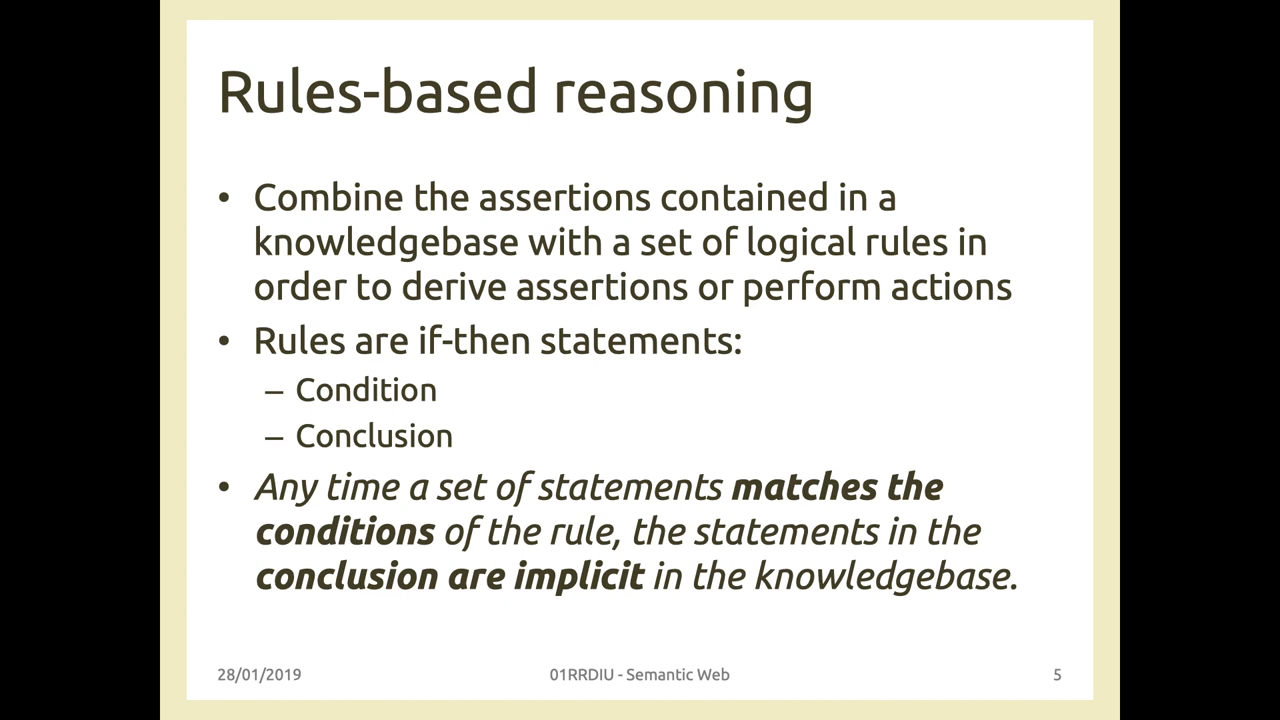 Rules-based reasoning
• Combine the assertions contained in a
knowledgebase with a set of logical rules in
order to derive assertions or perform actions
• Rules are if-then statements:
– Condition
– Conclusion
• Any time a set of statements matches the
conditions of the rule, the statements in the
conclusion are implicit in the knowledgebase.
28/01/2019 01RRDIU - Semantic Web 5